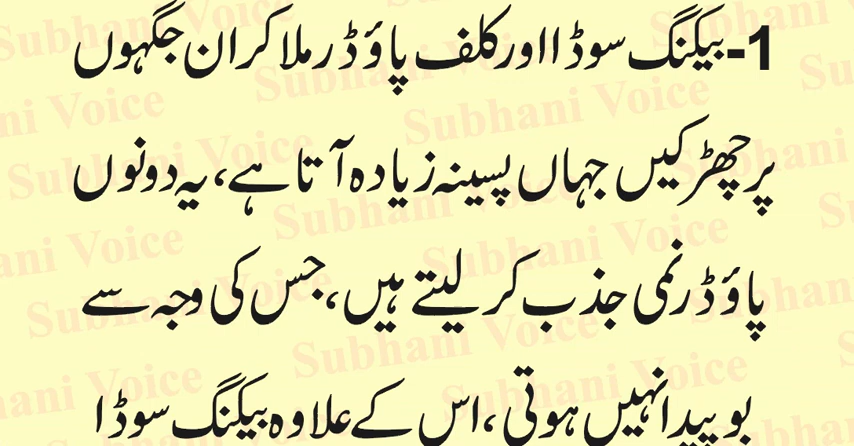 1-بیکنگ سوڈا اور کلف پاؤڈر ملا کر ان جگہوں
پر چھڑکیں جہاں پسینہ زیادہ آتا ہے، یہ دونوں
پاؤڈر نمی جذب کر لیتے ہیں، جس کی وجہ سے
بو پیدا نہیں ہوتی، اس کے علاوہ بیکنگ سوڈا
Subhani Voice